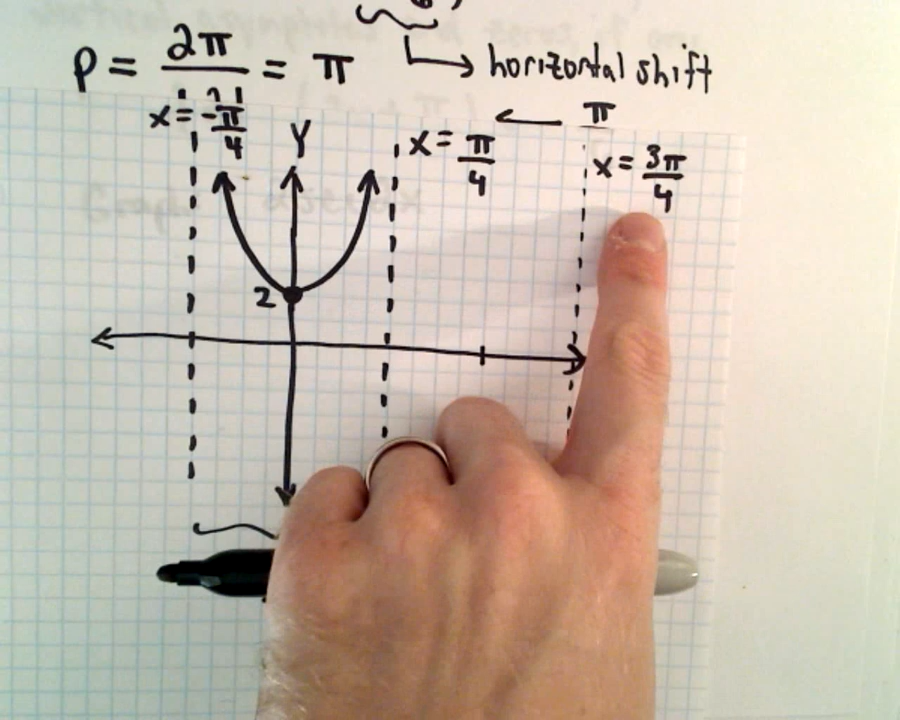 P = 2π/|2| = π
horizontal shift
← π
x = -π/4
Y
x = π/4
x = 3π/4
2